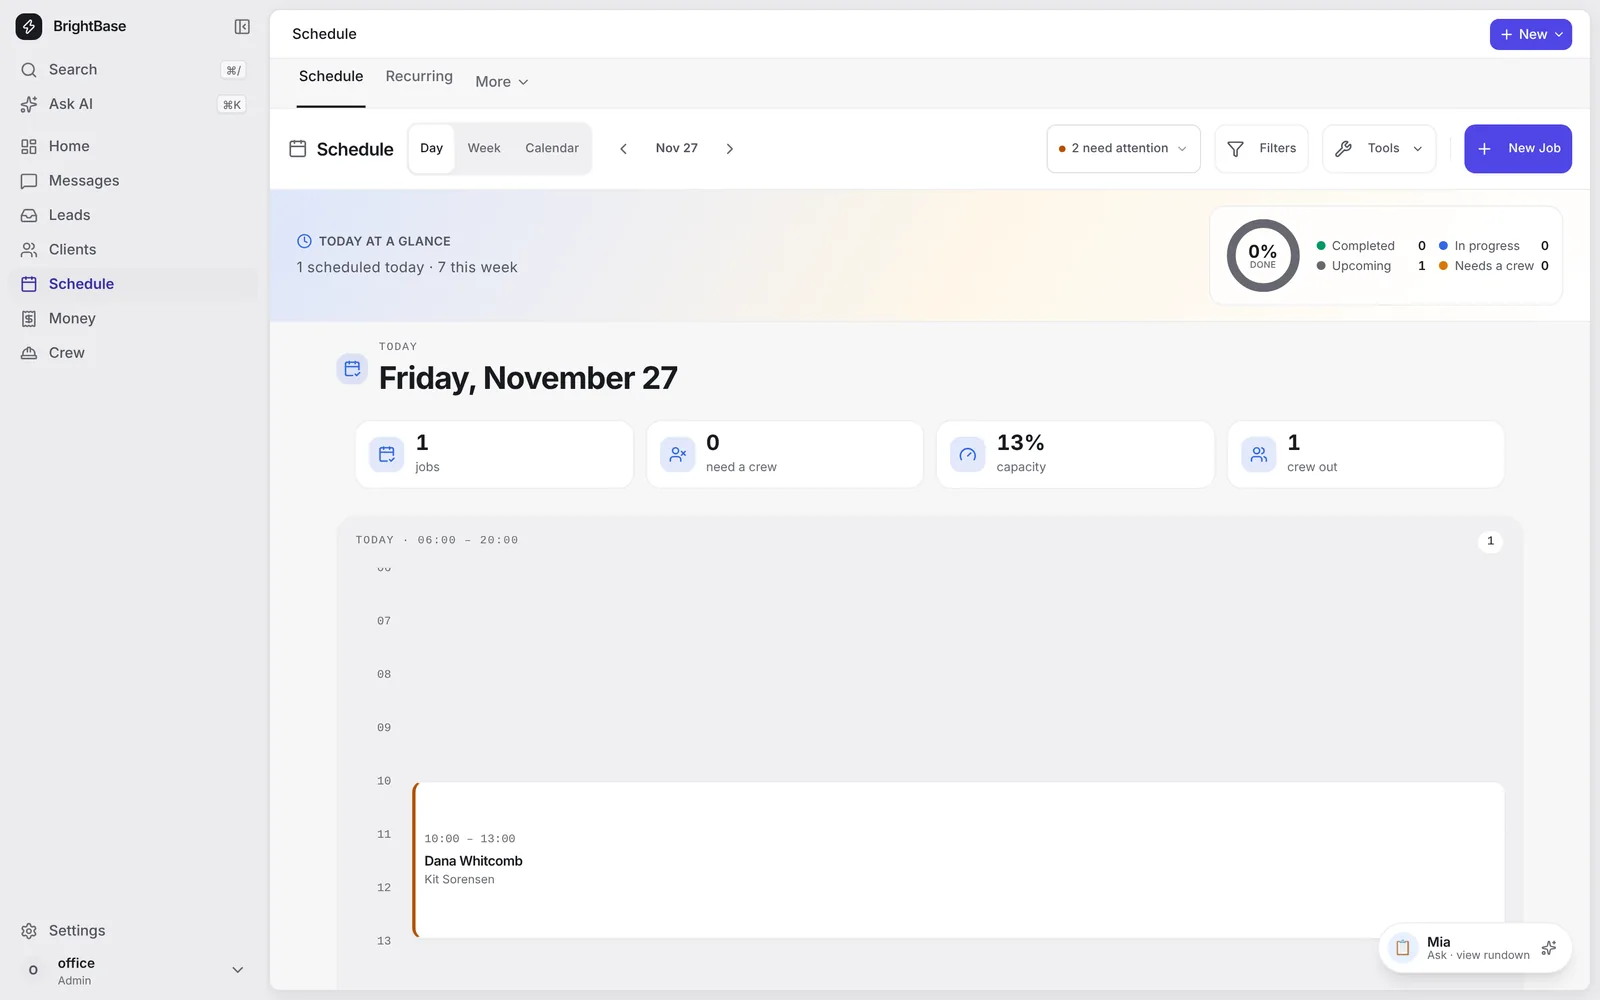 BrightBase
Search ⌘/
Ask AI ⌘K
Home
Messages
Leads
Clients
Schedule
Money
Crew
Settings
o office
Admin
Schedule
+ New
Schedule Recurring More
Schedule Day Week Calendar Nov 27 2 need attention Filters Tools + New Job
TODAY AT A GLANCE
1 scheduled today · 7 this week
0%
DONE
Completed 0 In progress 0
Upcoming 1 Needs a crew 0
TODAY
Friday, November 27
1
jobs
0
need a crew
13%
capacity
1
crew out
TODAY · 06:00 – 20:00 1
06
07
08
09
10
11
12
13
10:00 – 13:00
Dana Whitcomb
Kit Sorensen
Mia
Ask · view rundown